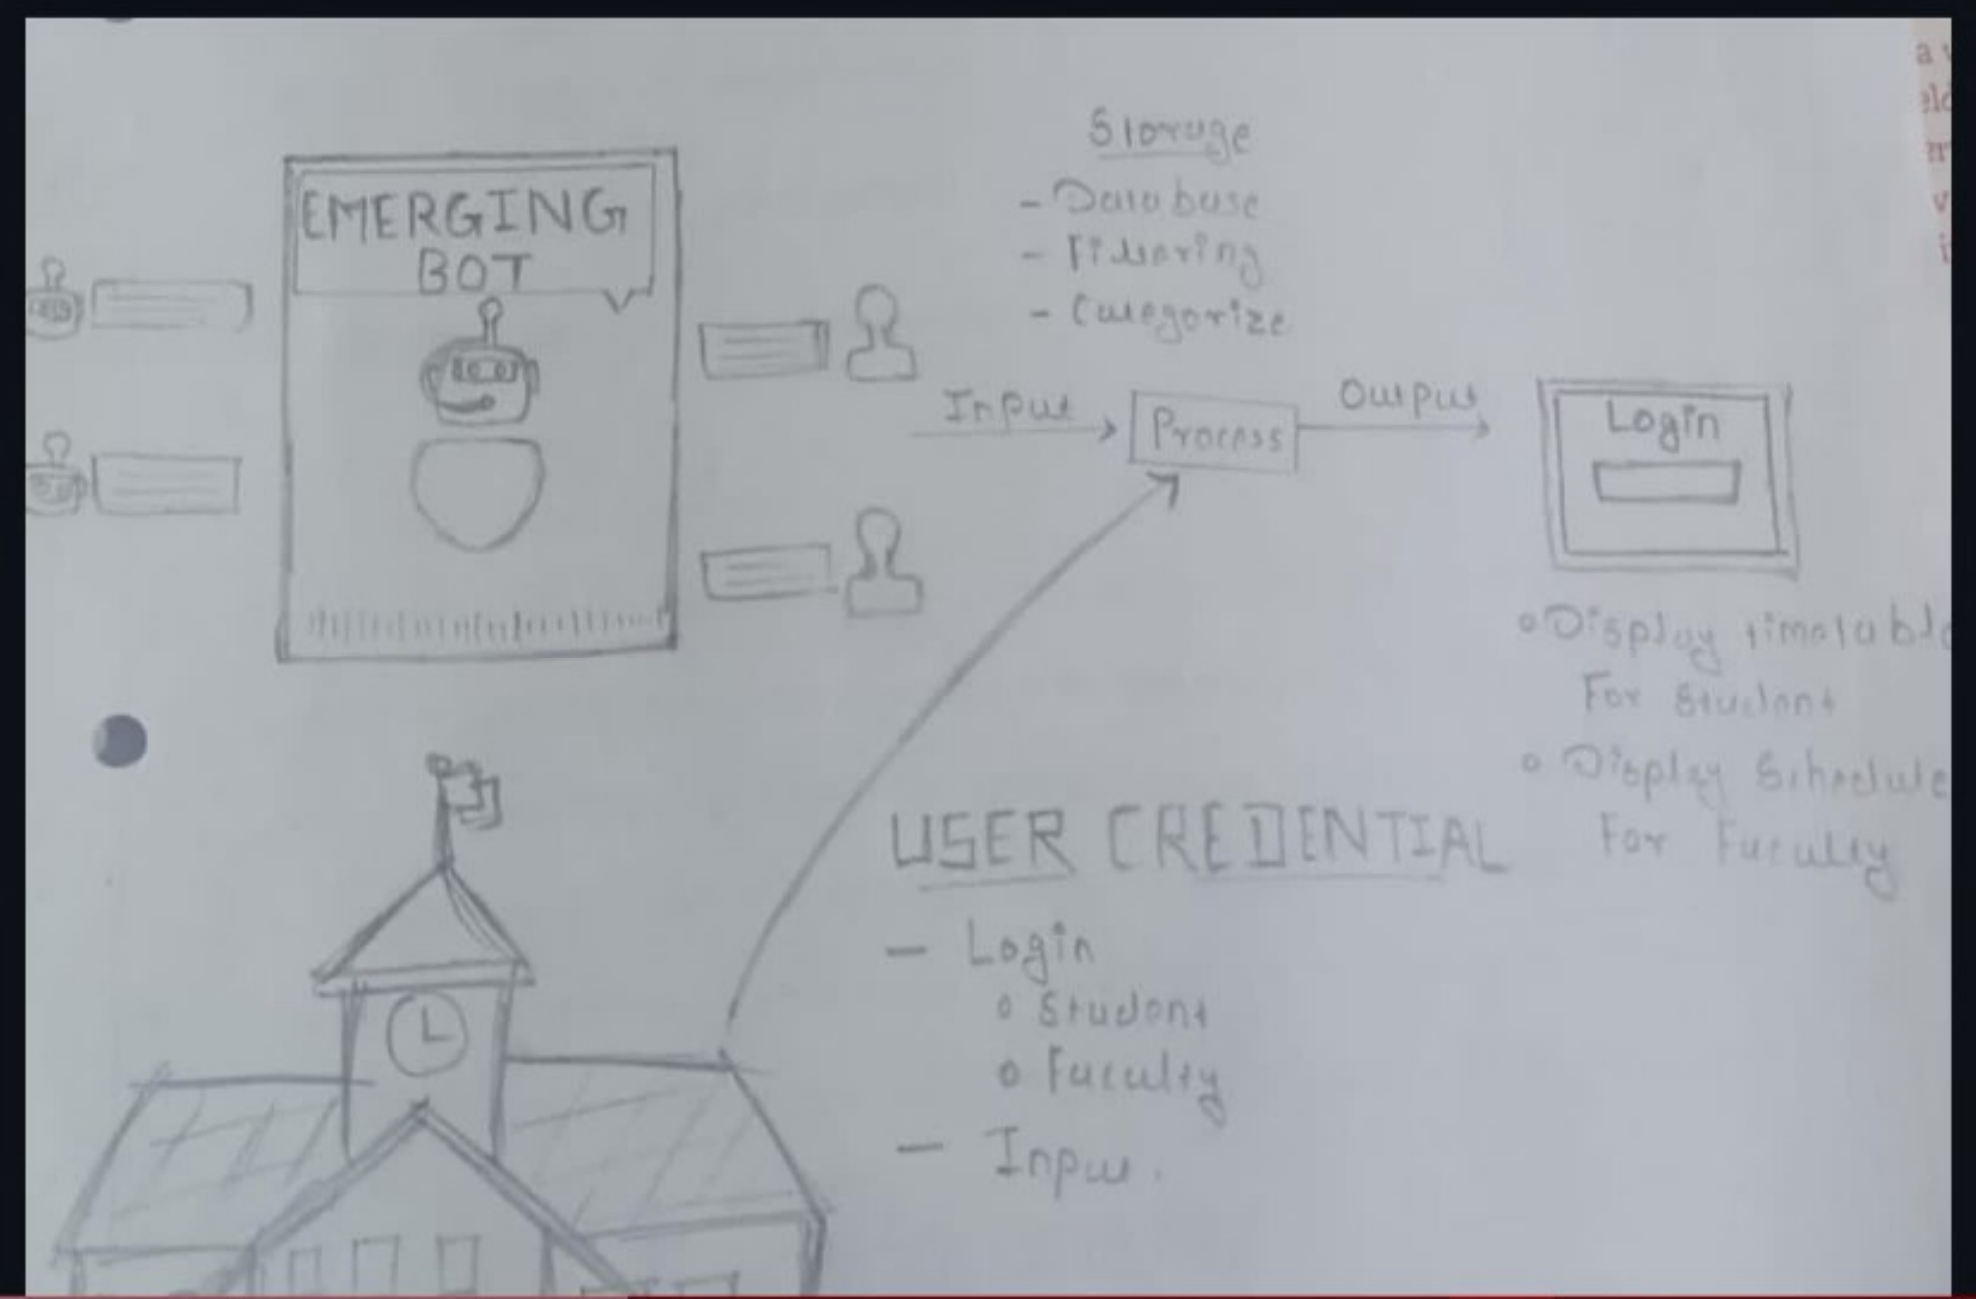 EMERGING
BOT
Storage
- Database
- Filtering
- Categorize
Input
Process
Output
Login
o Display timetable
For Student
o Display Schedule
For Faculty
USER CREDENTIAL
- Login
o Student
o Faculty
- Input.